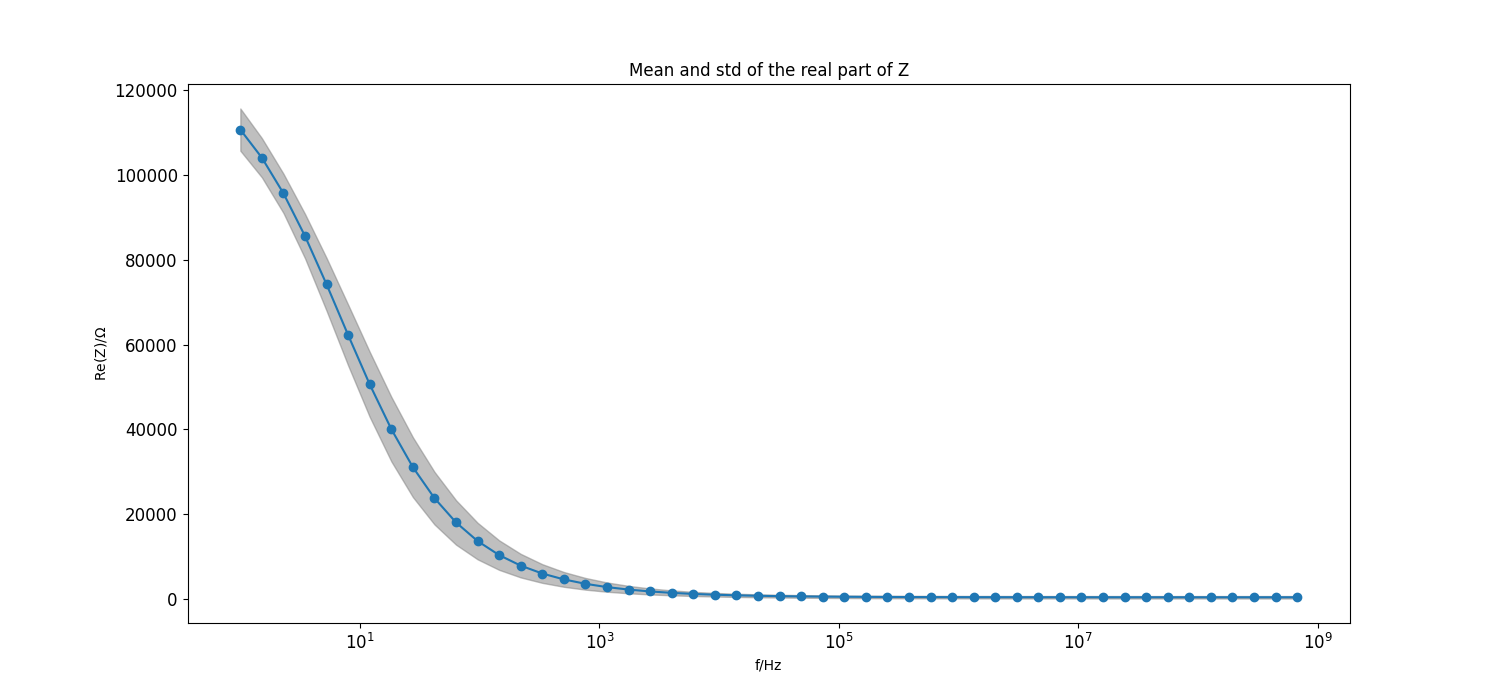 Mean and std of the real part of Z
120000
100000
80000
60000
40000
20000
0
Re(Z)/Ω
10¹ 10³ 10⁵ 10⁷ 10⁹
f/Hz